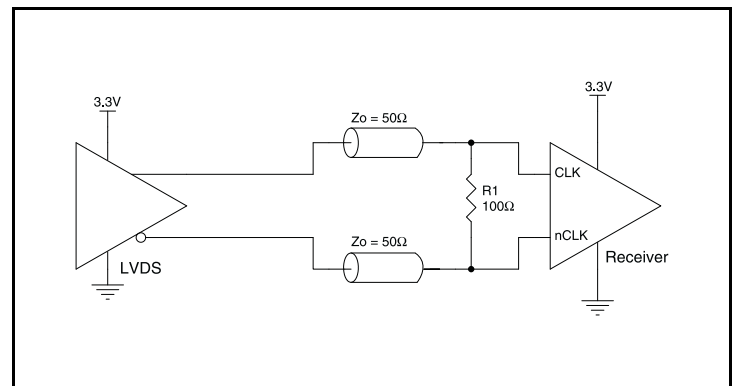 3.3V
3.3V
Zo = 50Ω
CLK
R1
100Ω
nCLK
Zo = 50Ω
LVDS
Receiver